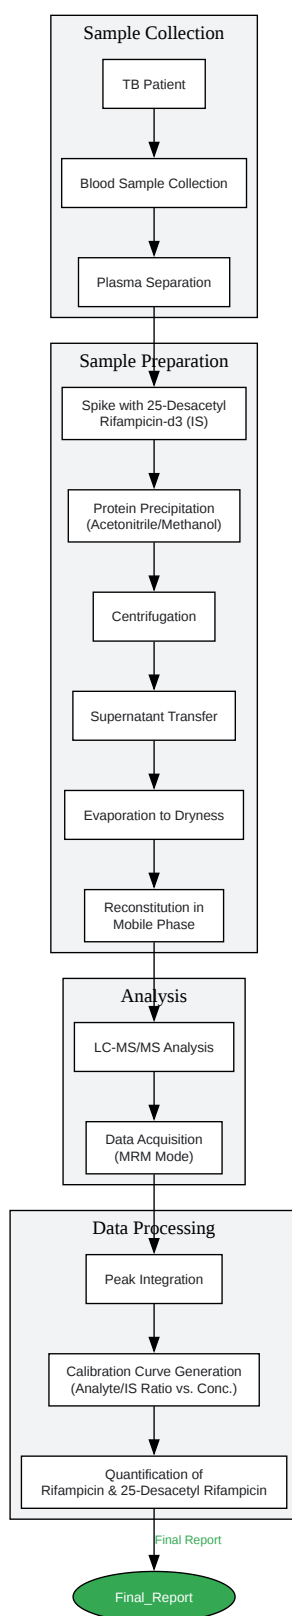 Sample Collection
TB Patient
Blood Sample Collection
Plasma Separation
Sample Preparation
Spike with 25-Desacetyl
Rifampicin-d3 (IS)
Protein Precipitation
(Acetonitrile/Methanol)
Centrifugation
Supernatant Transfer
Evaporation to Dryness
Reconstitution in
Mobile Phase
Analysis
LC-MS/MS Analysis
Data Acquisition
(MRM Mode)
Data Processing
Peak Integration
Calibration Curve Generation
(Analyte/IS Ratio vs. Conc.)
Quantification of
Rifampicin & 25-Desacetyl Rifampicin
Final Report
Final_Report